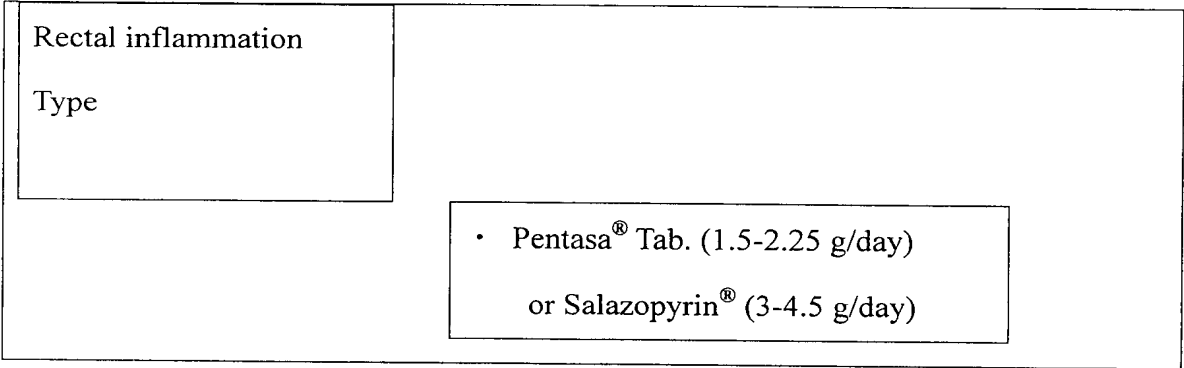 Rectal inflammation
Type
· Pentasa® Tab. (1.5-2.25 g/day)
or Salazopyrin® (3-4.5 g/day)